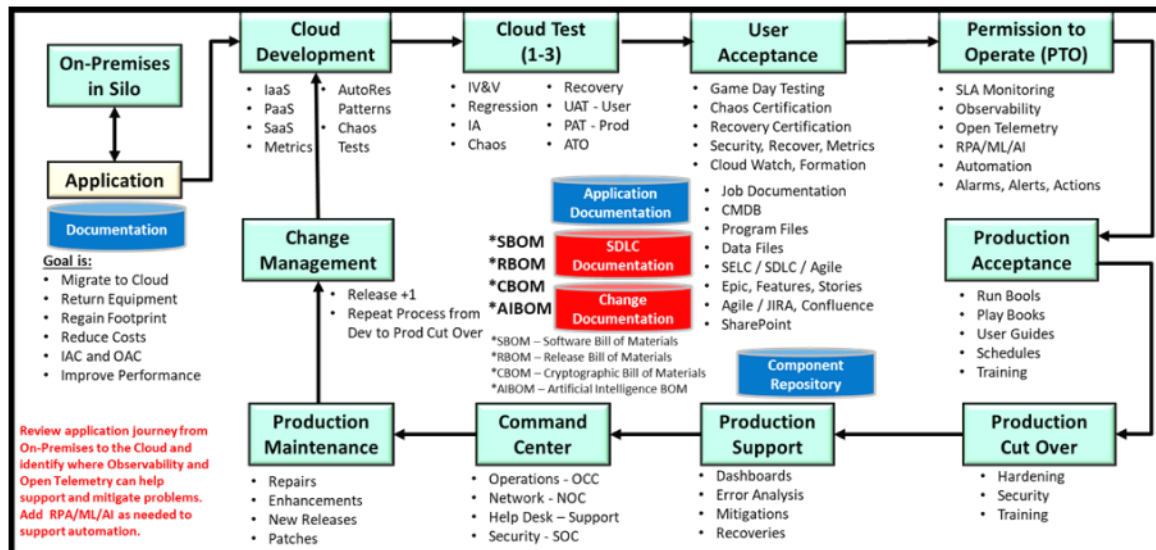 On-Premises
in Silo
Application
Documentation
Goal is:
• Migrate to Cloud
• Return Equipment
• Regain Footprint
• Reduce Costs
• IAC and OAC
• Improve Performance
Review application journey from
On-Premises to the Cloud and
identify where Observability and
Open Telemetry can help
support and mitigate problems.
Add RPA/ML/AI as needed to
support automation.
Cloud
Development
• IaaS
• PaaS
• SaaS
• Metrics
• AutoRes
Patterns
• Chaos
Tests
Cloud Test
(1-3)
• IV&V
• Regression
• IA
• Chaos
• Recovery
• UAT - User
• PAT - Prod
• ATO
User
Acceptance
• Game Day Testing
• Chaos Certification
• Recovery Certification
• Security, Recover, Metrics
• Cloud Watch, Formation
Permission to
Operate (PTO)
• SLA Monitoring
• Observability
• Open Telemetry
• RPA/ML/AI
• Automation
• Alarms, Alerts, Actions
Application
Documentation
*SBOM
*RBOM
*CBOM
*AIBOM
SDLC
Documentation
Change
Documentation
• Job Documentation
• CMDB
• Program Files
• Data Files
• SELC / SDLC / Agile
• Epic, Features, Stories
• Agile / JIRA, Confluence
• SharePoint
*SBOM – Software Bill of Materials
*RBOM – Release Bill of Materials
*CBOM – Cryptographic Bill of Materials
*AIBOM – Artificial Intelligence BOM
Component
Repository
Change
Management
• Release +1
• Repeat Process from
Dev to Prod Cut Over
Production
Acceptance
• Run Bools
• Play Books
• User Guides
• Schedules
• Training
Production
Maintenance
• Repairs
• Enhancements
• New Releases
• Patches
Command
Center
• Operations - OCC
• Network - NOC
• Help Desk – Support
• Security - SOC
Production
Support
• Dashboards
• Error Analysis
• Mitigations
• Recoveries
Production
Cut Over
• Hardening
• Security
• Training